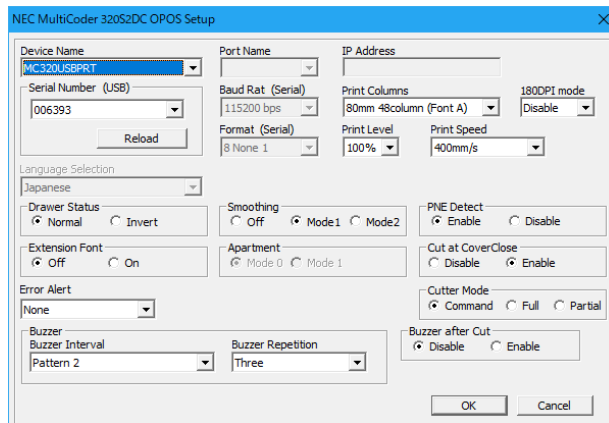 NEC MultiCoder 320S2DC OPOS Setup
Device Name
MC320USBPRT
Port Name
IP Address
Serial Number (USB)
006393
Reload
Baud Rat (Serial)
115200 bps
Print Columns
80mm 48column (Font A)
180DPI mode
Disable
Format (Serial)
8 None 1
Print Level
100%
Print Speed
400mm/s
Language Selection
Japanese
Drawer Status
Normal Invert
Smoothing
Off Mode1 Mode2
PNE Detect
Enable Disable
Extension Font
Off On
Apartment
Mode 0 Mode 1
Cut at CoverClose
Disable Enable
Error Alert
None
Cutter Mode
Command Full Partial
Buzzer
Buzzer Interval
Pattern 2
Buzzer Repetition
Three
Buzzer after Cut
Disable Enable
OK Cancel